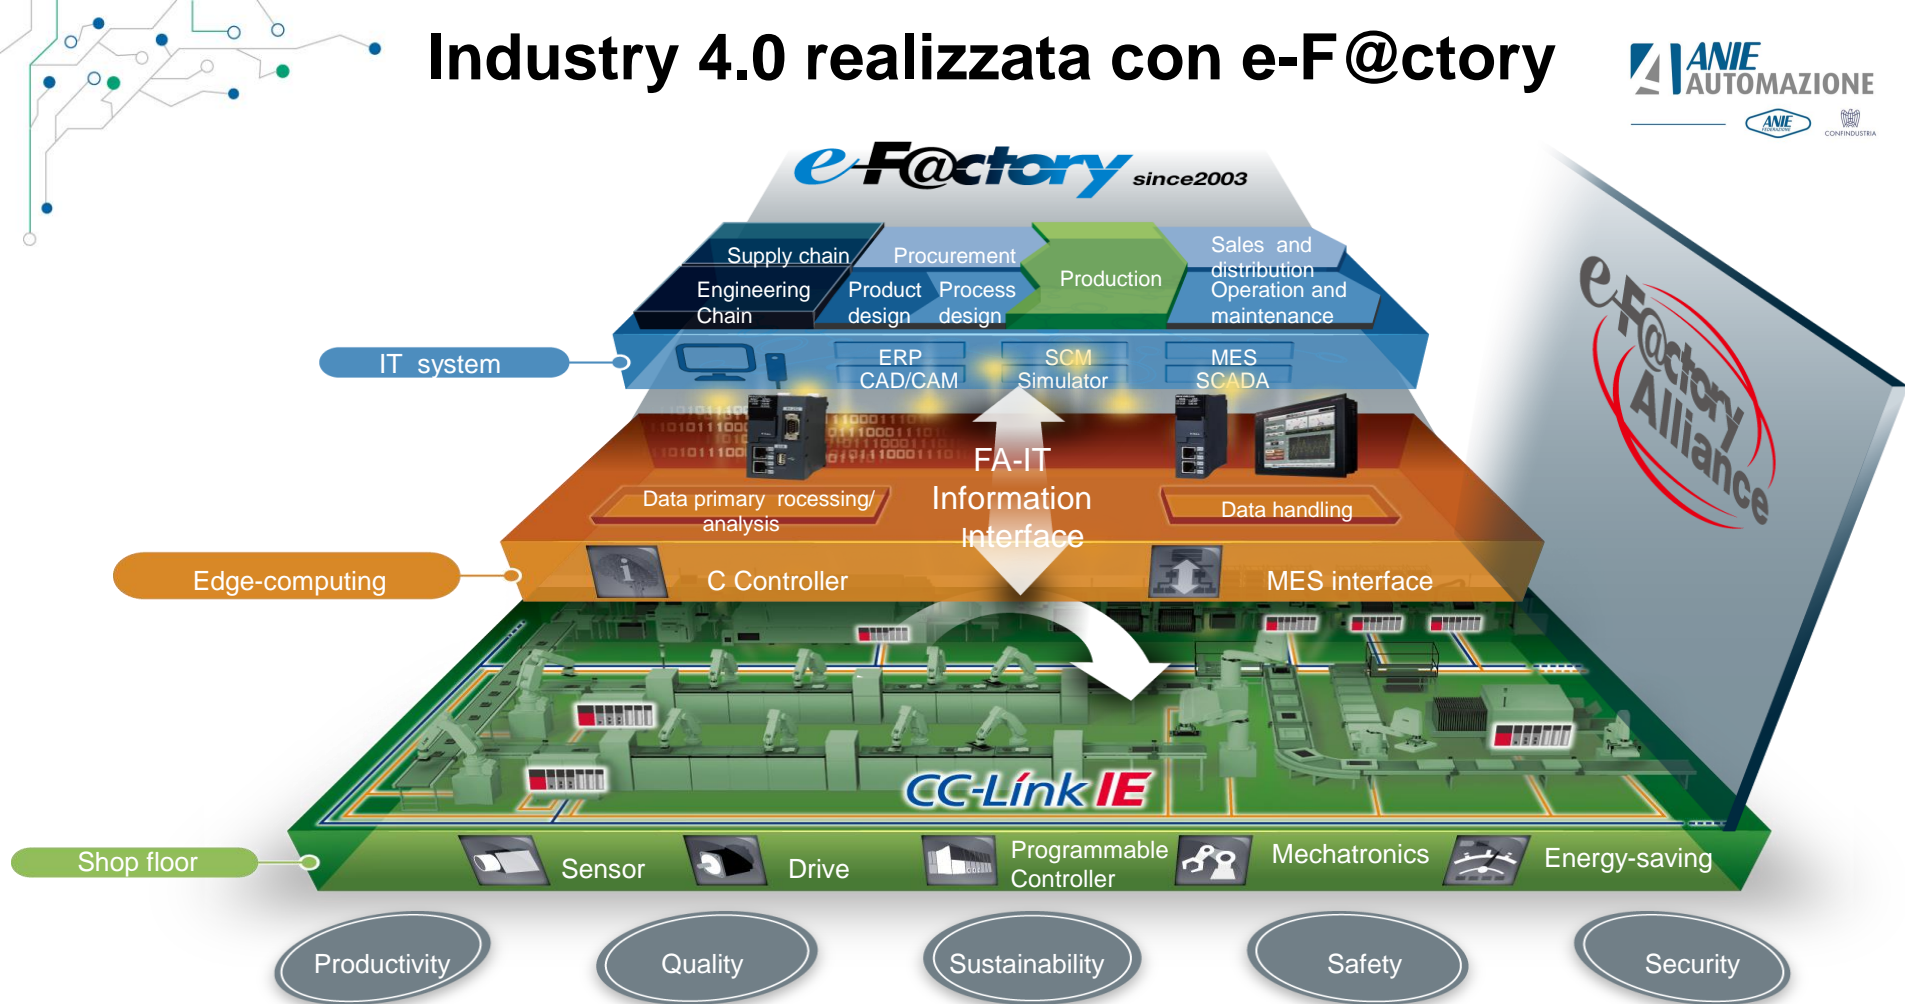 Industry 4.0 realizzata con e-F@ctory
ANIE
AUTOMAZIONE
ANIE
FEDERAZIONE
CONFINDUSTRIA
e-F@ctory since2003
Supply chain
Procurement
Production
Sales and
distribution
Engineering
Chain
Product
design
Process
design
Operation and
maintenance
IT system
ERP
SCM
MES
CAD/CAM
Simulator
SCADA
e-F@ctory
Alliance
FA-IT
Information
Interface
Data primary rocessing/
analysis
Data handling
Edge-computing
C Controller
MES interface
CC-Link IE
Shop floor
Sensor
Drive
Programmable
Controller
Mechatronics
Energy-saving
Productivity
Quality
Sustainability
Safety
Security